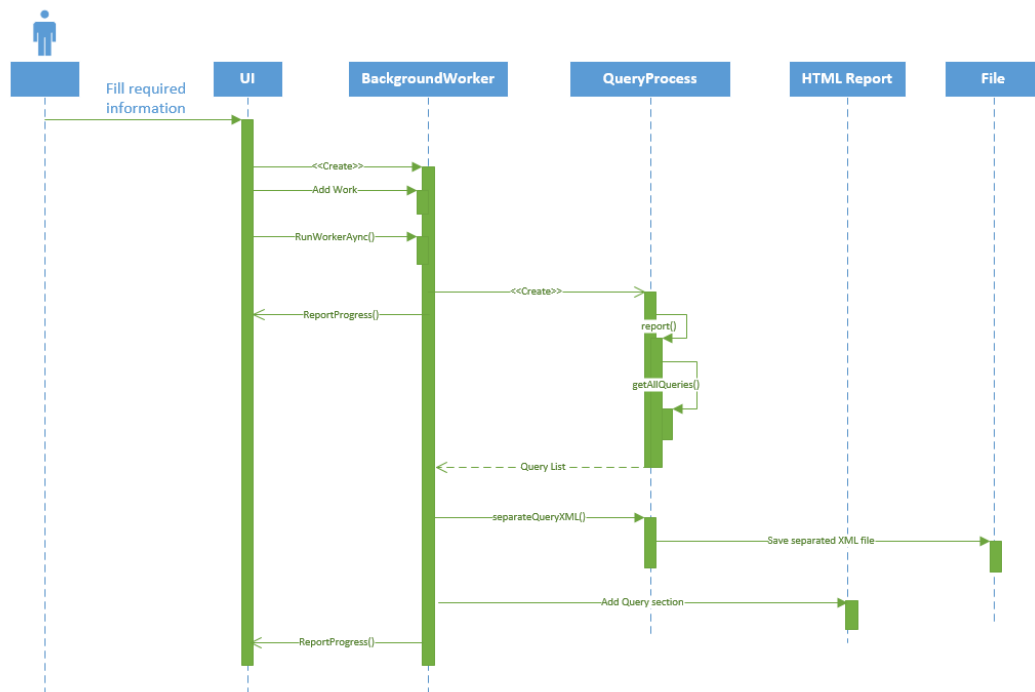 UI
BackgroundWorker
QueryProcess
HTML Report
File
Fill required
information
<<Create>>
Add Work
RunWorkerAync()
<<Create>>
ReportProgress()
report()
getAllQueries()
Query List
separateQueryXML()
Save separated XML file
Add Query section
ReportProgress()